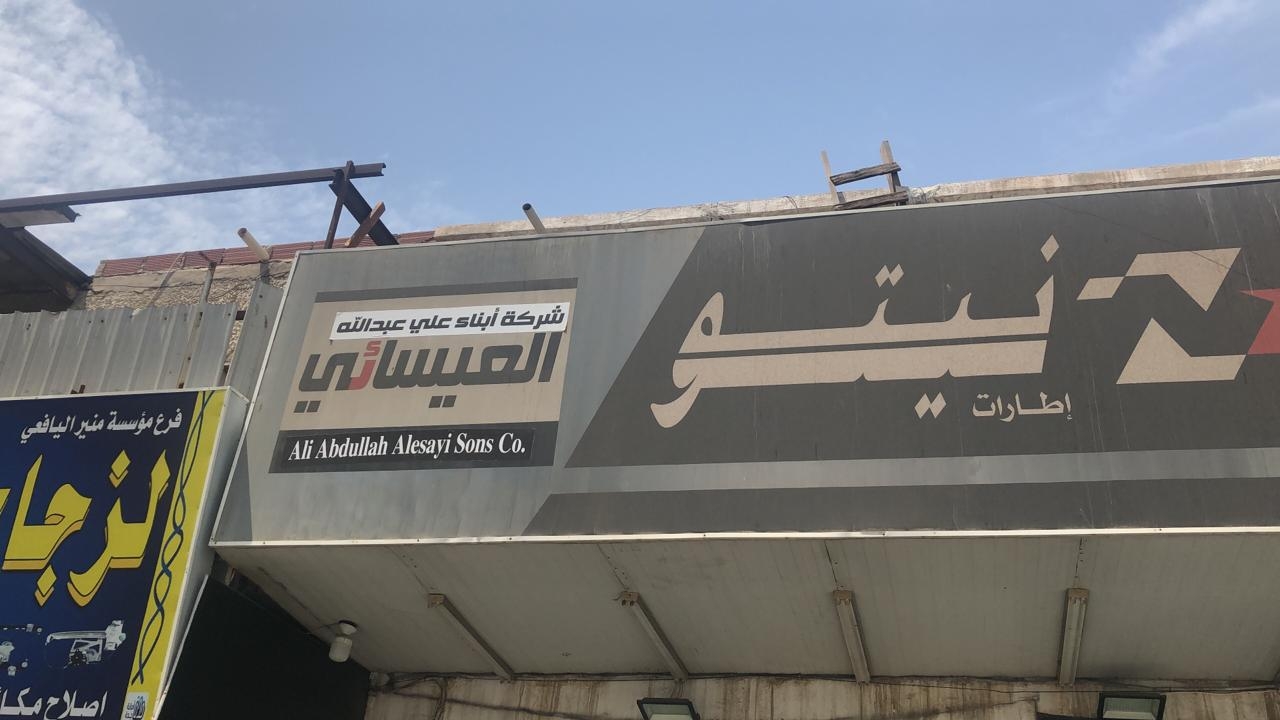 شركة أبناء علي عبدالله
العيسائي
Ali Abdullah Alesayi Sons Co.
نيتو
إطارات
فرع مؤسسة منير اليافعي
اصلاح